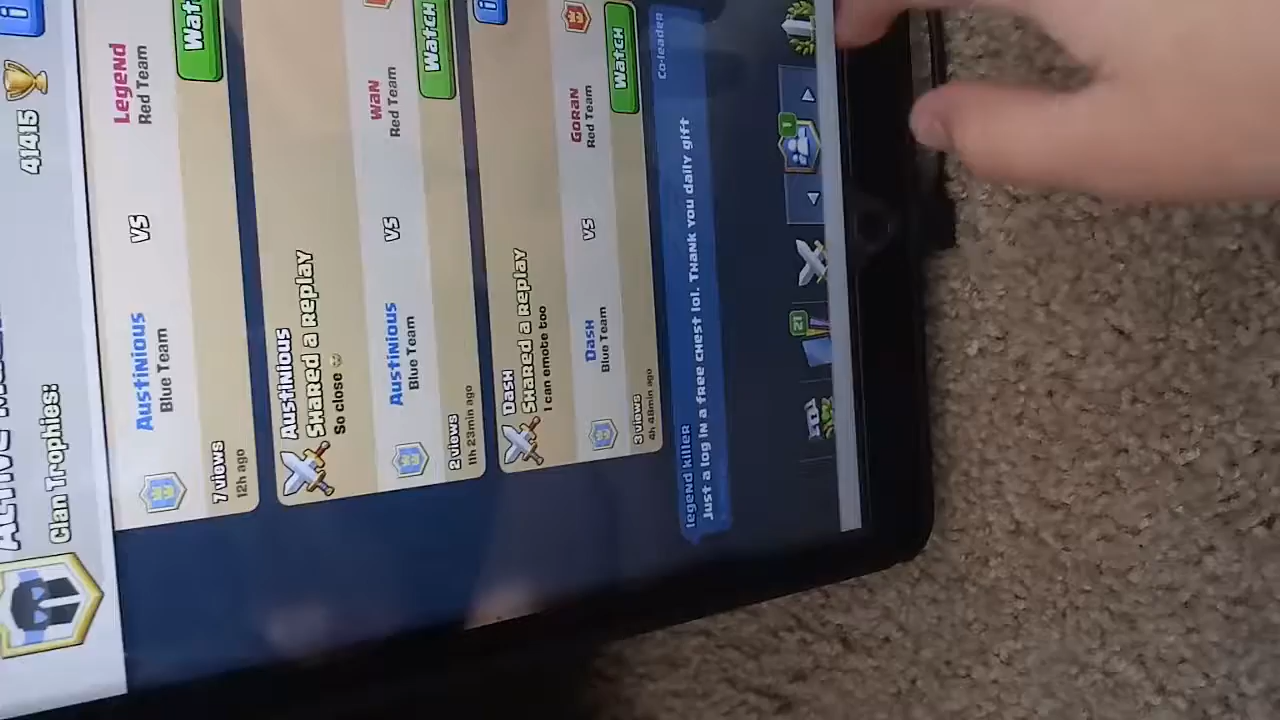 Clan Trophies:
41415
Austinious
Blue Team
vs
Legend
Red Team
7 views
12h ago
Austinious
Shared a replay
So close
Austinious
Blue Team
vs
Wan
Red Team
Watch
2 views
11h 23min ago
Dash
Shared a replay
I can emote too
Dash
Blue Team
vs
Goran
Red Team
Watch
3 views
4h 48min ago
legend killer
Co-leader
Just a log in a free chest lol. Thank you daily gift
21
1